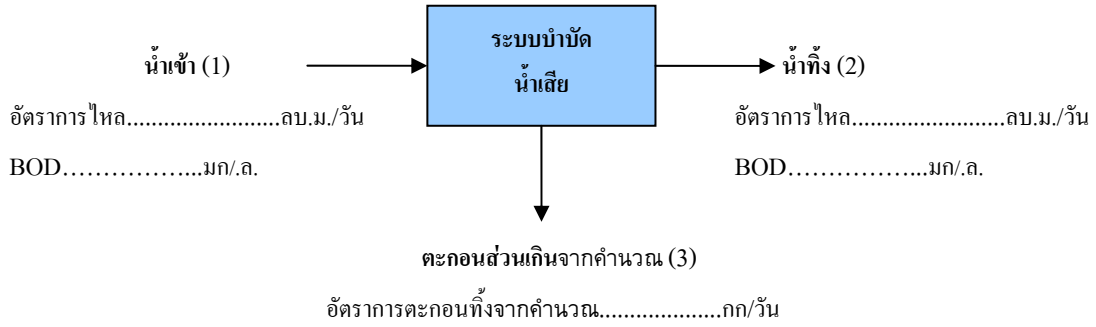 ระบบบำบัด
น้ำเสีย
น้ำเข้า (1)
อัตราการไหล..........................ลบ.ม./วัน
BOD……………...มก/.ล.
น้ำทิ้ง (2)
อัตราการไหล..........................ลบ.ม./วัน
BOD……………...มก/.ล.
ตะกอนส่วนเกินจากคำนวณ (3)
อัตราการตะกอนทิ้งจากคำนวณ....................กก/วัน